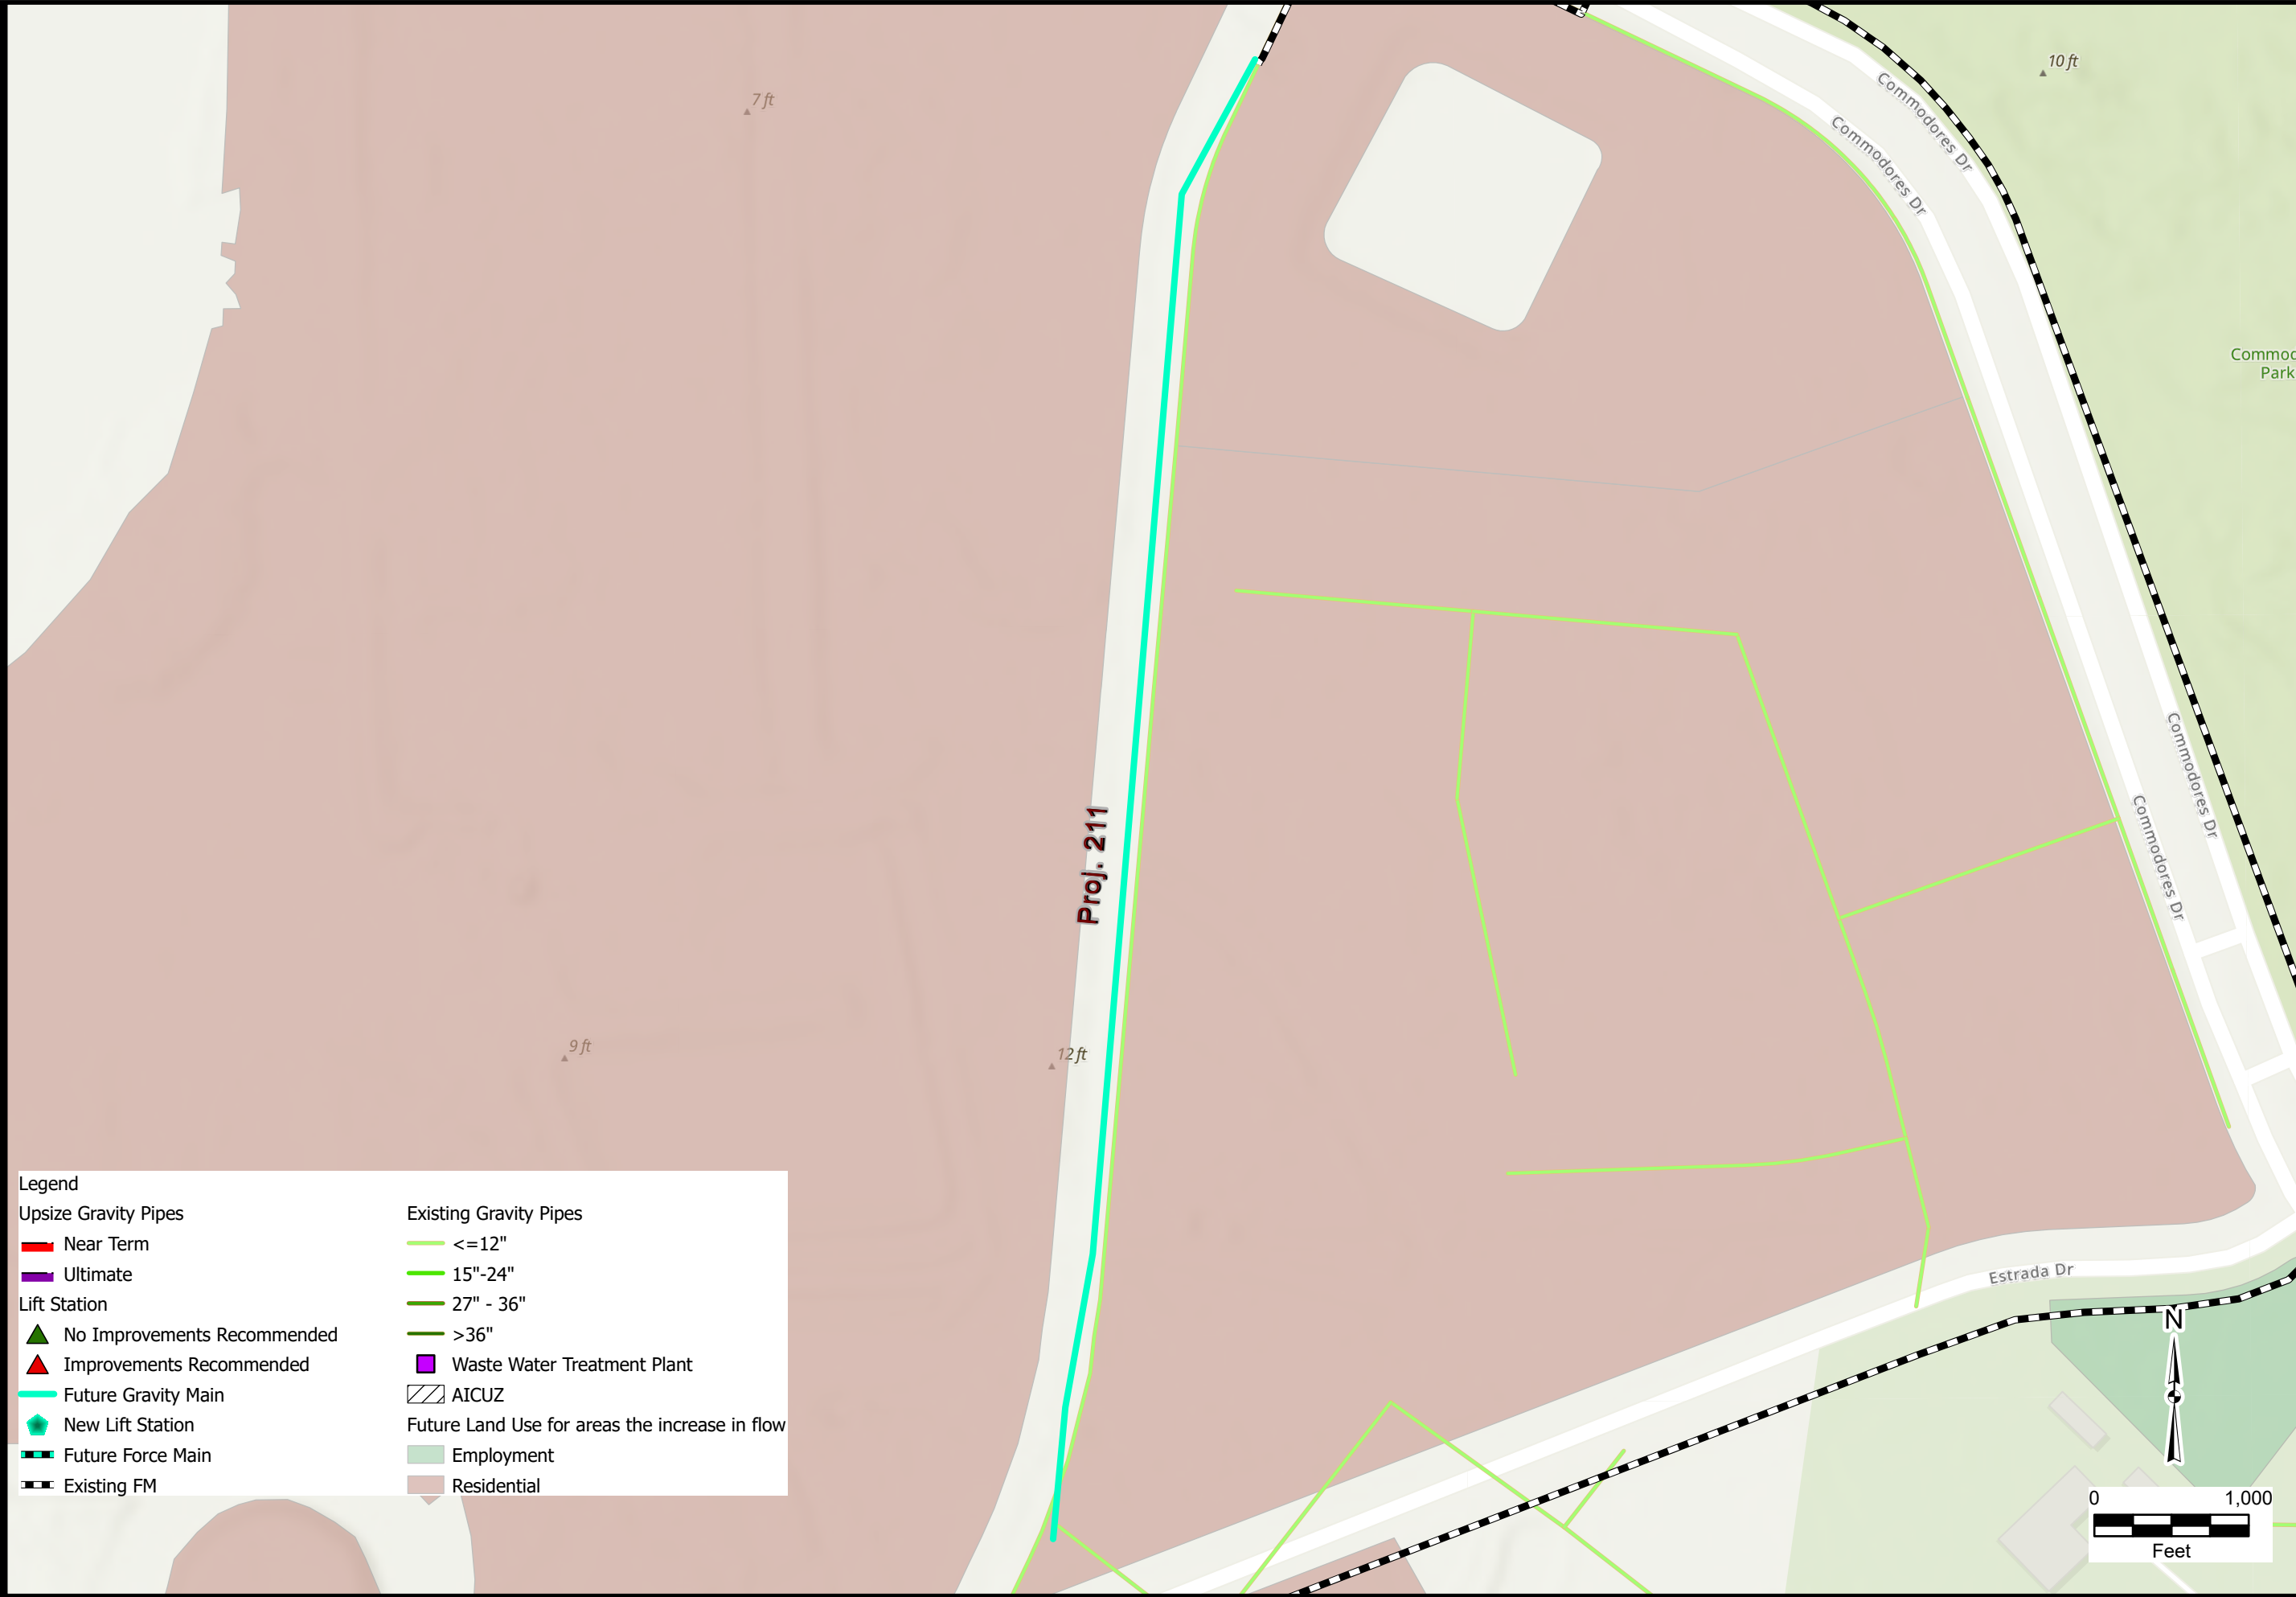 10 ft
7 ft
Commodores Dr
Commodores Dr
Commod
Park
Commodores Dr
Commodores Dr
Proj. 211
9 ft
12 ft
Estrada Dr
Legend
Upsize Gravity Pipes
Near Term
Ultimate
Lift Station
No Improvements Recommended
Improvements Recommended
Future Gravity Main
New Lift Station
Future Force Main
Existing FM
Existing Gravity Pipes
<=12"
15"-24"
27" - 36"
>36"
Waste Water Treatment Plant
AICUZ
Future Land Use for areas the increase in flow
Employment
Residential
N
0 1,000
Feet